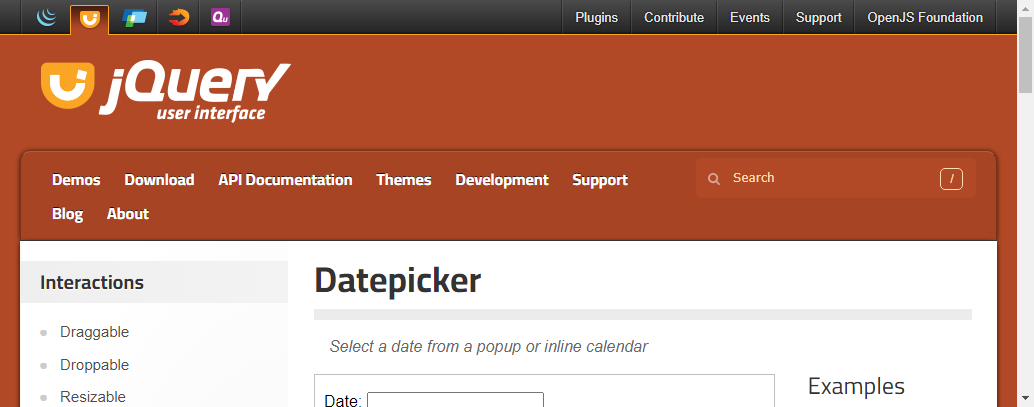 QU
Plugins Contribute Events Support OpenJS Foundation
jQuery
user interface
Demos Download API Documentation Themes Development Support
Search /
Blog About
Interactions
Draggable
Droppable
Resizable
Datepicker
Select a date from a popup or inline calendar
Date:
Examples